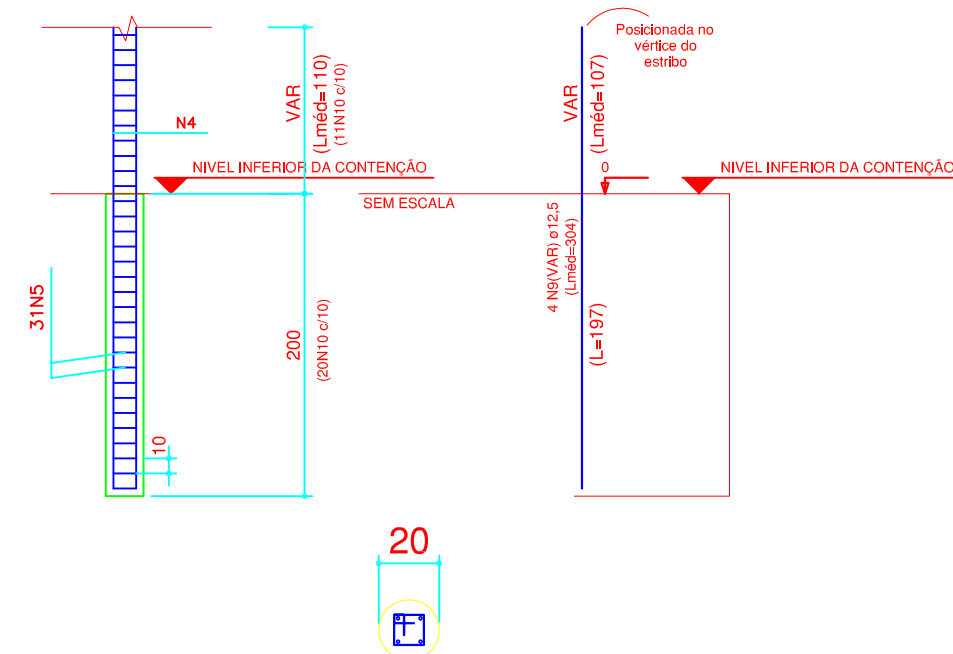 Posicionada no
vértice do
estribo
VAR
(Lméd=110)
(11N10 c/10)
VAR
(Lméd=107)
N4
NIVEL INFERIOR DA CONTENÇÃO
0
NIVEL INFERIOR DA CONTENÇÃO
SEM ESCALA
31N5
200
(20N10 c/10)
4 N9(VAR) ø12,5
(Lméd=304)
(L=197)
10
20